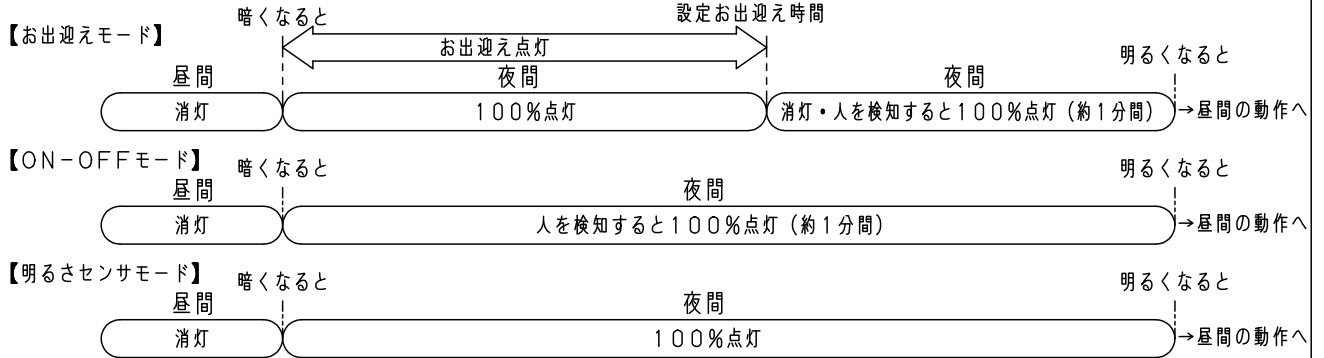 暗くなると 設定お出迎え時間
【お出迎えモード】
お出迎え点灯
明るくなると
昼間 夜間 夜間
消灯 100%点灯 消灯・人を検知すると100%点灯(約1分間) →昼間の動作へ
【ON-OFFモード】 暗くなると 明るくなると
昼間 夜間
消灯 人を検知すると100%点灯(約1分間) →昼間の動作へ
【明るさセンサモード】 暗くなると 明るくなると
昼間 夜間
消灯 100%点灯 →昼間の動作へ